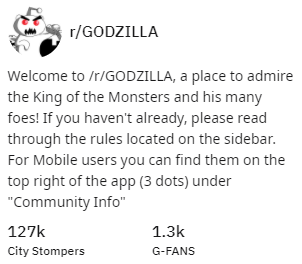 r/GODZILLA
Welcome to /r/GODZILLA, a place to admire
the King of the Monsters and his many
foes! If you haven't already, please read
through the rules located on the sidebar.
For Mobile users you can find them on the
top right of the app (3 dots) under
"Community Info"
127k 1.3k
City Stompers G-FANS